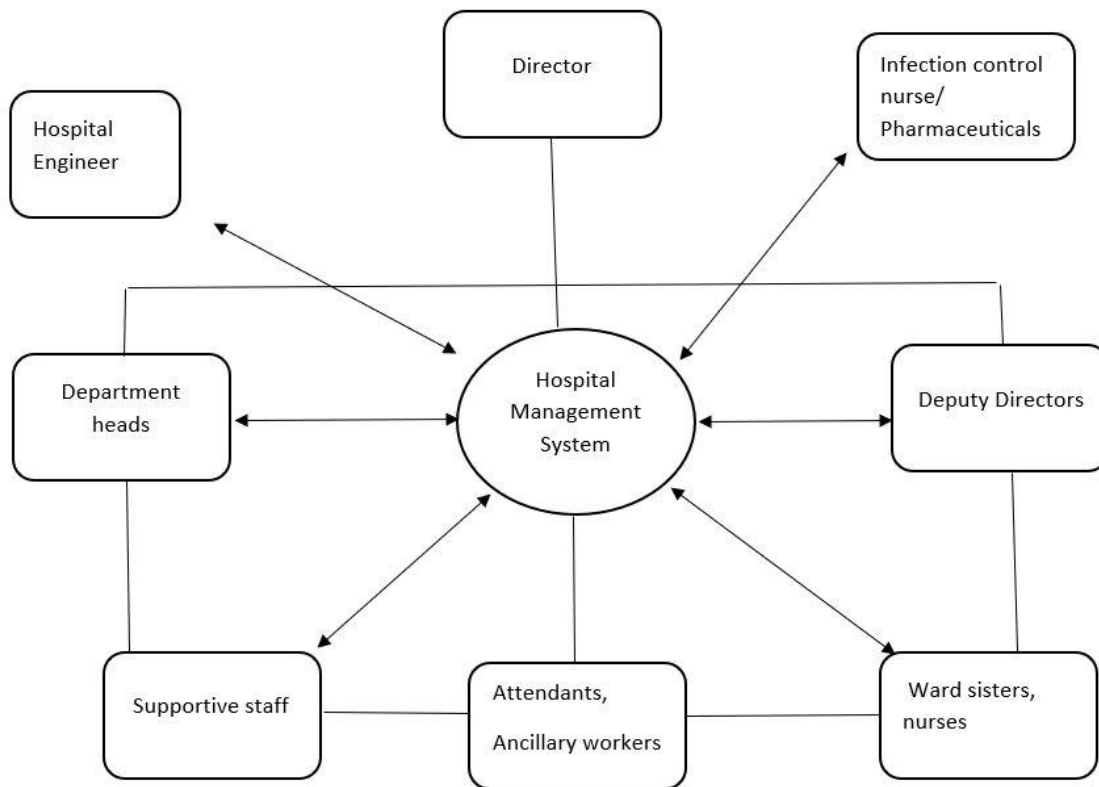 Director
Infection control
nurse/
Pharmaceuticals
Hospital
Engineer
Department
heads
Hospital
Management
System
Deputy Directors
Supportive staff
Attendants,
Ancillary workers
Ward sisters,
nurses